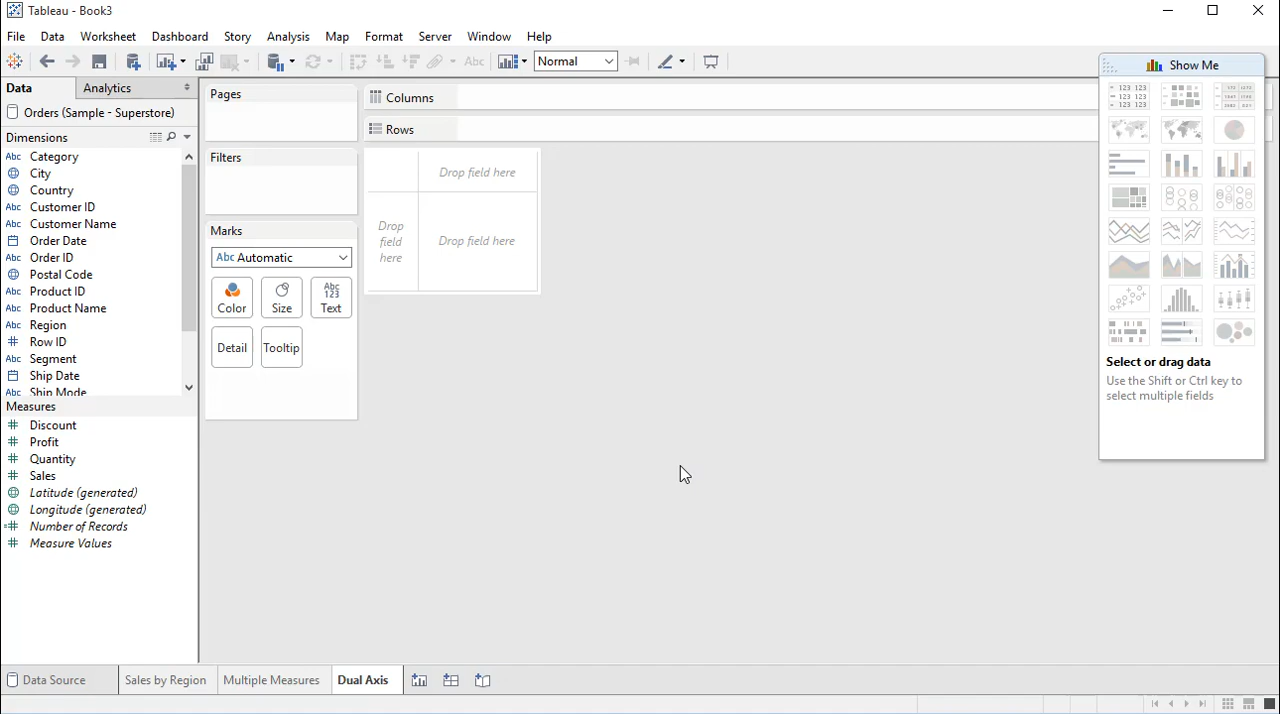 Tableau - Book3
File Data Worksheet Dashboard Story Analysis Map Format Server Window Help
Abc Normal
Data Analytics
Orders (Sample - Superstore)
Dimensions
Abc Category
City
Country
Abc Customer ID
Abc Customer Name
Order Date
Abc Order ID
Postal Code
Abc Product ID
Abc Product Name
Abc Region
# Row ID
Abc Segment
Ship Date
Abc Ship Mode
Measures
# Discount
# Profit
# Quantity
# Sales
Latitude (generated)
Longitude (generated)
=# Number of Records
# Measure Values
Pages
Filters
Marks
Abc Automatic
Color
Size
Abc
123
Text
Detail
Tooltip
Columns
Rows
Drop field here
Drop
field
here
Drop field here
Show Me
Select or drag data
Use the Shift or Ctrl key to
select multiple fields
Data Source Sales by Region Multiple Measures Dual Axis